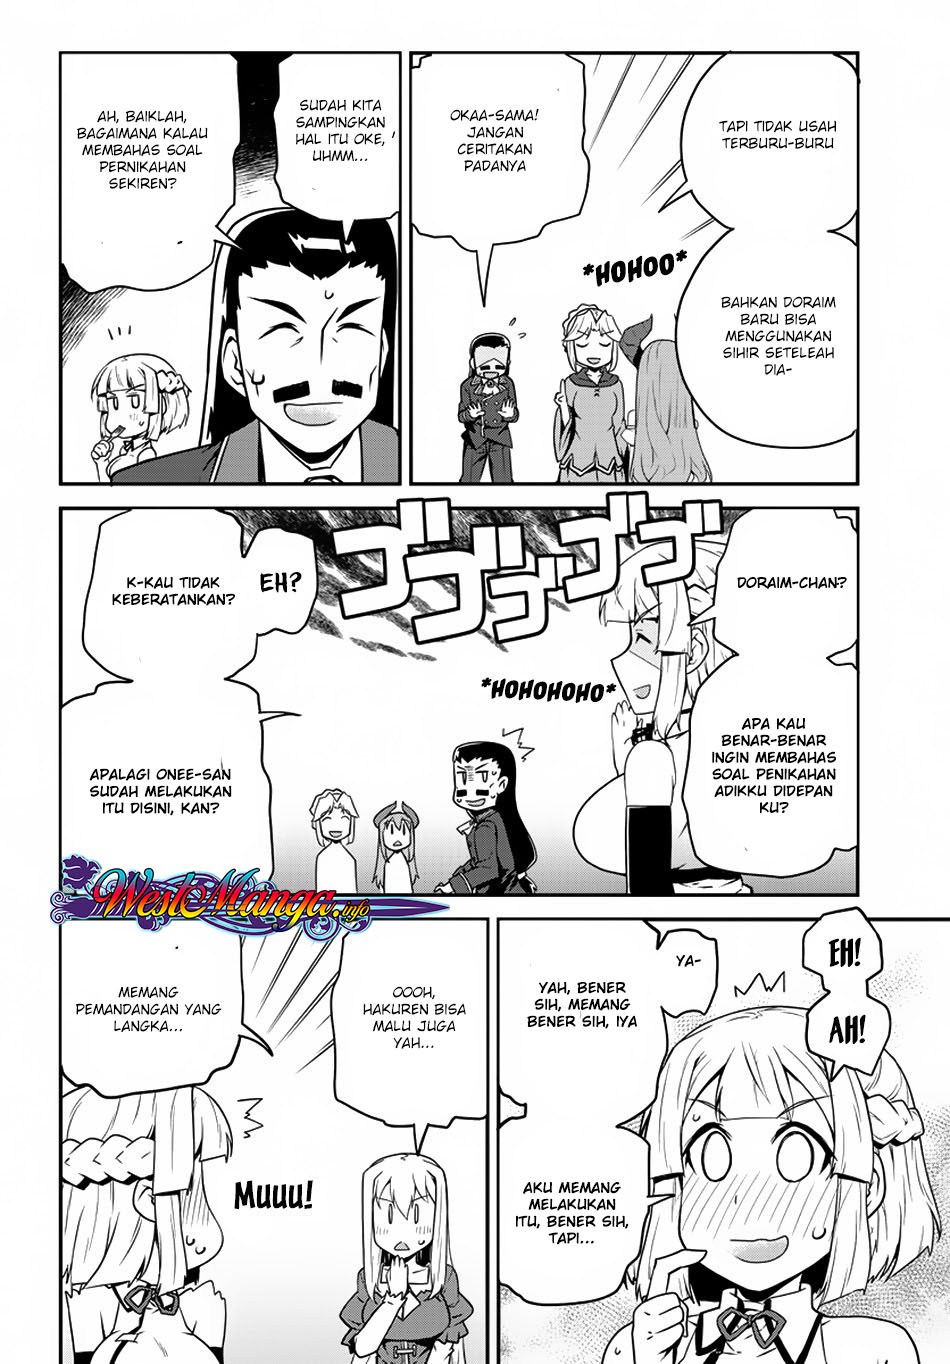 TAPI TIDAK USAH
TERBURU-BURU
BAHKAN DORAIM
BARU BISA
MENGGUNAKAN
SIHIR SETELEAH
DIA-
*HOHOO*
OKAA-SAMA!
JANGAN
CERITAKAN
PADANYA
SUDAH KITA
SAMPINGKAN
HAL ITU OKE,
UHMM...
AH, BAIKLAH,
BAGAIMANA KALAU
MEMBAHAS SOAL
PERNIKAHAN
SEKIREN?
DORAIM-CHAN?
APA KAU
BENAR-BENAR
INGIN MEMBAHAS
SOAL PENIKAHAN
ADIKKU DIDEPAN
KU?
ゴゴゴゴゴ
*HOHOHOHO*
EH?
K-KAU TIDAK
KEBERATANKAN?
APALAGI ONEE-SAN
SUDAH MELAKUKAN
ITU DISINI, KAN?
WestManga.info
EH!
AH!
YA-
YAH, BENER
SIH, MEMANG
BENER SIH, IYA
AKU MEMANG
MELAKUKAN
ITU, BENER SIH,
TAPI...
OOOH,
HAKUREN BISA
MALU JUGA
YAH...
MEMANG
PEMANDANGAN YANG
LANGKA...
MUUU!